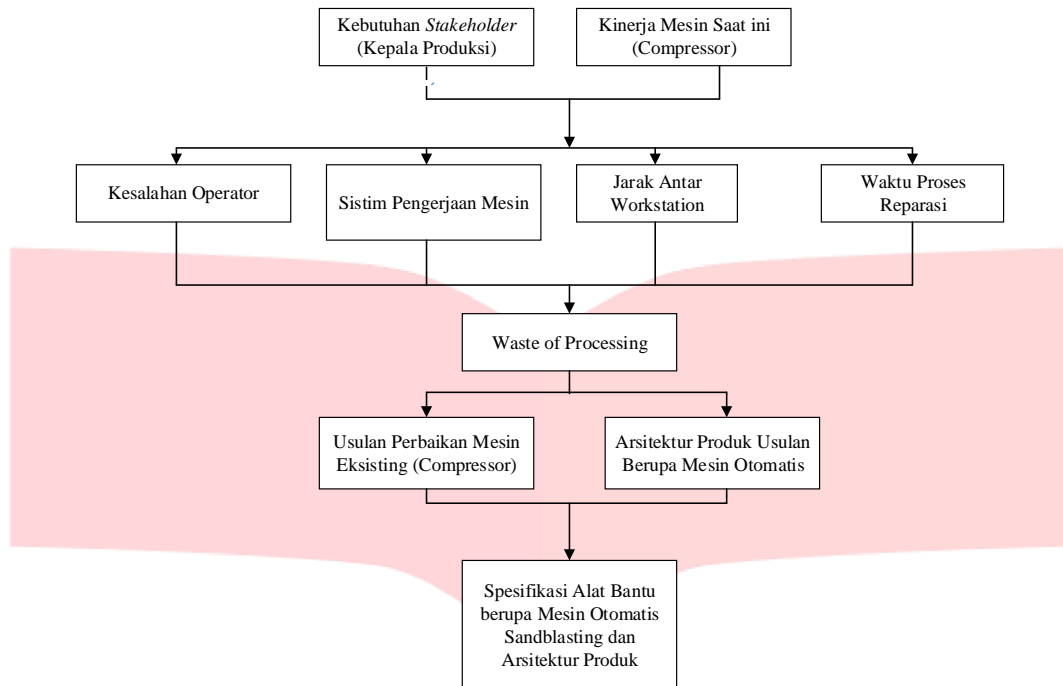 Kebutuhan Stakeholder
(Kepala Produksi)
Kinerja Mesin Saat ini
(Compressor)
Kesalahan Operator
Sistim Pengerjaan Mesin
Jarak Antar
Workstation
Waktu Proses
Reparasi
Waste of Processing
Usulan Perbaikan Mesin
Eksisting (Compressor)
Arsitektur Produk Usulan
Berupa Mesin Otomatis
Spesifikasi Alat Bantu
berupa Mesin Otomatis
Sandblasting dan
Arsitektur Produk